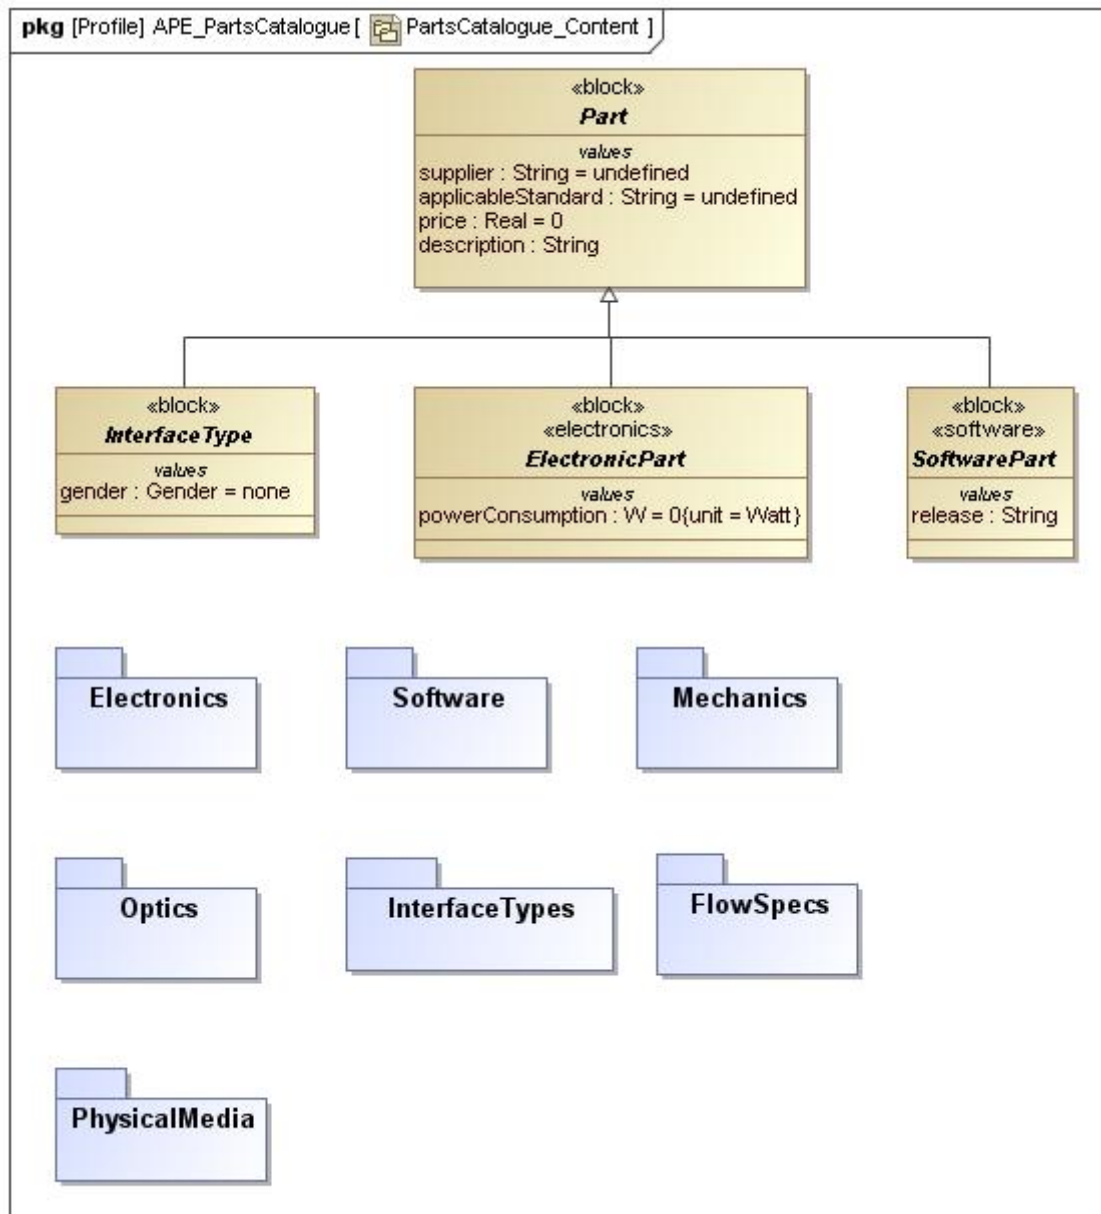 pkg [Profile] APE_PartsCatalogue [ PartsCatalogue_Content ]
«block»
Part
values
supplier : String = undefined
applicableStandard : String = undefined
price : Real = 0
description : String
«block»
InterfaceType
values
gender : Gender = none
«block»
«electronics»
ElectronicPart
values
powerConsumption : W = 0{unit = Watt}
«block»
«software»
SoftwarePart
values
release : String
Electronics
Software
Mechanics
Optics
InterfaceTypes
FlowSpecs
PhysicalMedia